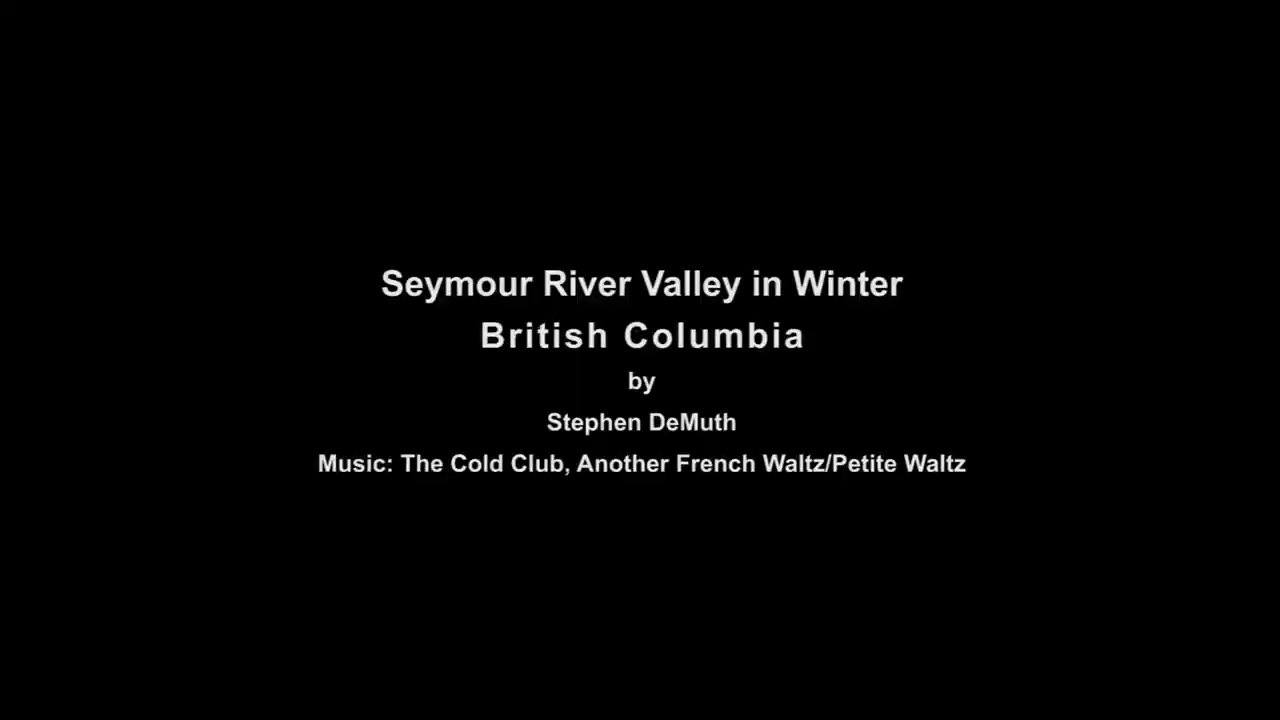 Seymour River Valley in Winter
British Columbia
by
Stephen DeMuth
Music: The Cold Club, Another French Waltz/Petite Waltz